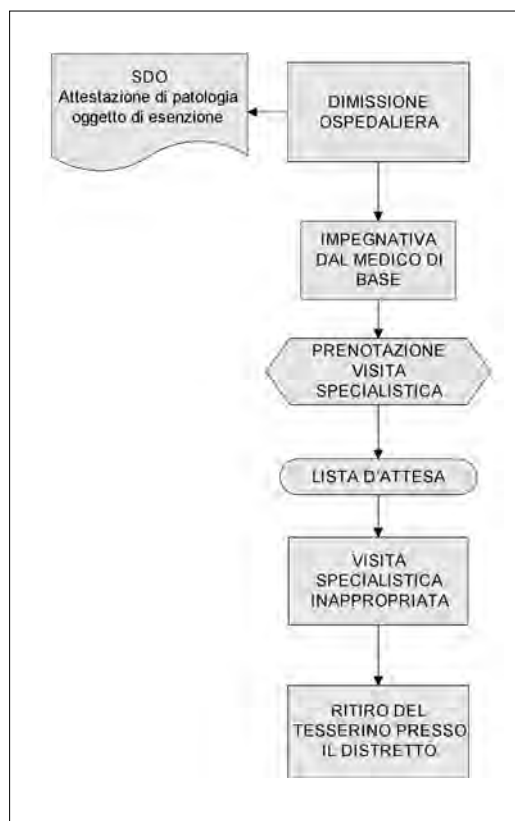 SDO
Attestazione di patologia
oggetto di esenzione
DIMISSIONE
OSPEDALIERA
IMPEGNATIVA
DAL MEDICO DI
BASE
PRENOTAZIONE
VISITA
SPECIALISTICA
LISTA D'ATTESA
VISITA
SPECIALISTICA
INAPPROPRIATA
RITIRO DEL
TESSERINO PRESSO
IL DISTRETTO